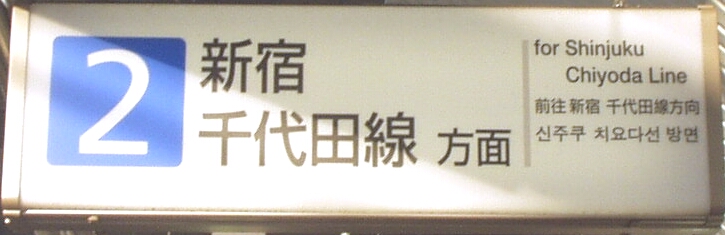 2
新宿
千代田線 方面
for Shinjuku
Chiyoda Line
前往 新宿 千代田線方向
신주쿠 치요다선 방면